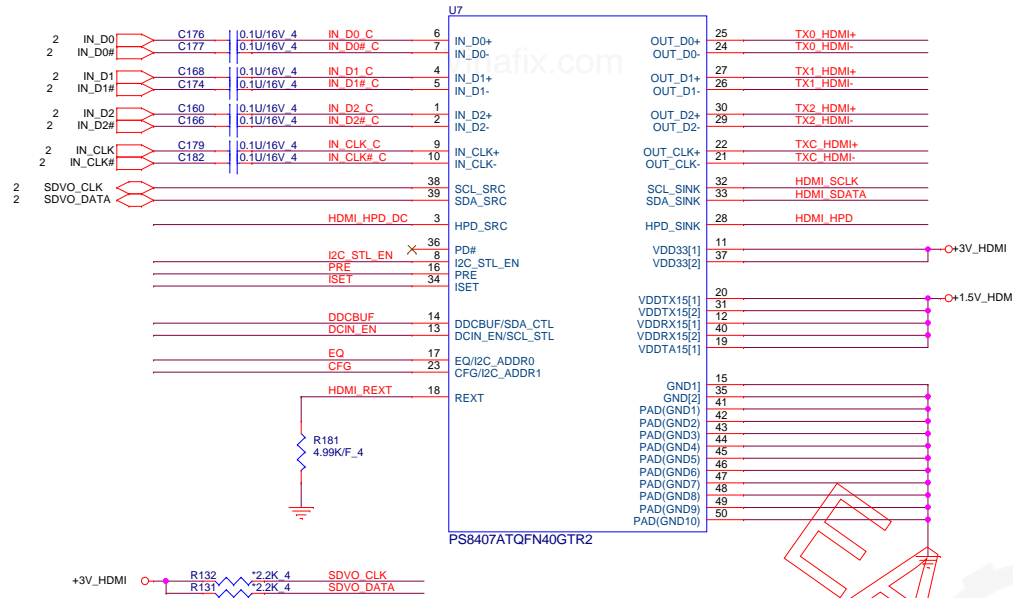 U7
2 IN_D0 C176 0.1U/16V_4 IN_D0_C 6 IN_D0+ OUT_D0+ 25 TX0_HDMI+
2 IN_D0# C177 0.1U/16V_4 IN_D0#_C 7 IN_D0- OUT_D0- 24 TX0_HDMI-
2 IN_D1 C168 0.1U/16V_4 IN_D1_C 4 IN_D1+ OUT_D1+ 27 TX1_HDMI+
2 IN_D1# C174 0.1U/16V_4 IN_D1#_C 5 IN_D1- OUT_D1- 26 TX1_HDMI-
2 IN_D2 C160 0.1U/16V_4 IN_D2_C 1 IN_D2+ OUT_D2+ 30 TX2_HDMI+
2 IN_D2# C166 0.1U/16V_4 IN_D2#_C 2 IN_D2- OUT_D2- 29 TX2_HDMI-
2 IN_CLK C179 0.1U/16V_4 IN_CLK_C 9 IN_CLK+ OUT_CLK+ 22 TXC_HDMI+
2 IN_CLK# C182 0.1U/16V_4 IN_CLK#_C 10 IN_CLK- OUT_CLK- 21 TXC_HDMI-
2 SDVO_CLK 38 SCL_SRC SCL_SINK 32 HDMI_SCLK
2 SDVO_DATA 39 SDA_SRC SDA_SINK 33 HDMI_SDATA
HDMI_HPD_DC 3 HPD_SRC HPD_SINK 28 HDMI_HPD
36 PD# VDD33[1] 11 +3V_HDMI
I2C_STL_EN 8 I2C_STL_EN VDD33[2] 37
PRE 16 PRE
ISET 34 ISET
VDDTX15[1] 20 +1.5V_HDM
VDDTX15[2] 31
DDCBUF 14 DDCBUF/SDA_CTL VDDRX15[1] 12
DCIN_EN 13 DCIN_EN/SCL_STL VDDRX15[2] 40
VDDTA15[1] 19
EQ 17 EQ/I2C_ADDR0
CFG 23 CFG/I2C_ADDR1
GND1] 15
HDMI_REXT 18 REXT GND[2] 35
PAD(GND1) 41
PAD(GND2) 42
PAD(GND3) 43
R181 PAD(GND4) 44
4.99K/F_4 PAD(GND5) 45
PAD(GND6) 46
PAD(GND7) 47
PAD(GND8) 48
PAD(GND9) 49
PAD(GND10) 50
PS8407ATQFN40GTR2
+3V_HDMI R132 *2.2K_4 SDVO_CLK
R131 *2.2K_4 SDVO_DATA